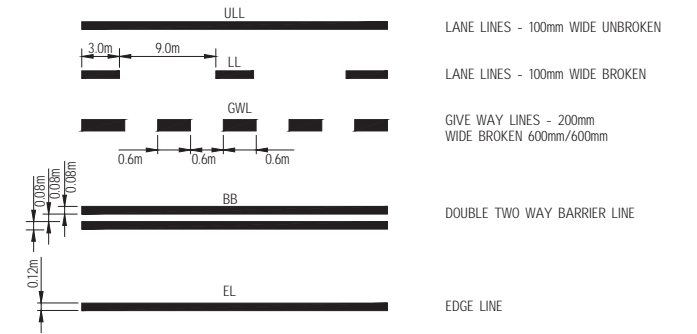 ULL
LANE LINES - 100mm WIDE UNBROKEN
3.0m
9.0m
LL
LANE LINES - 100mm WIDE BROKEN
GWL
GIVE WAY LINES - 200mm
WIDE BROKEN 600mm/600mm
0.6m
0.6m
0.6m
0.08m
0.08m
0.08m
BB
DOUBLE TWO WAY BARRIER LINE
0.12m
EL
EDGE LINE